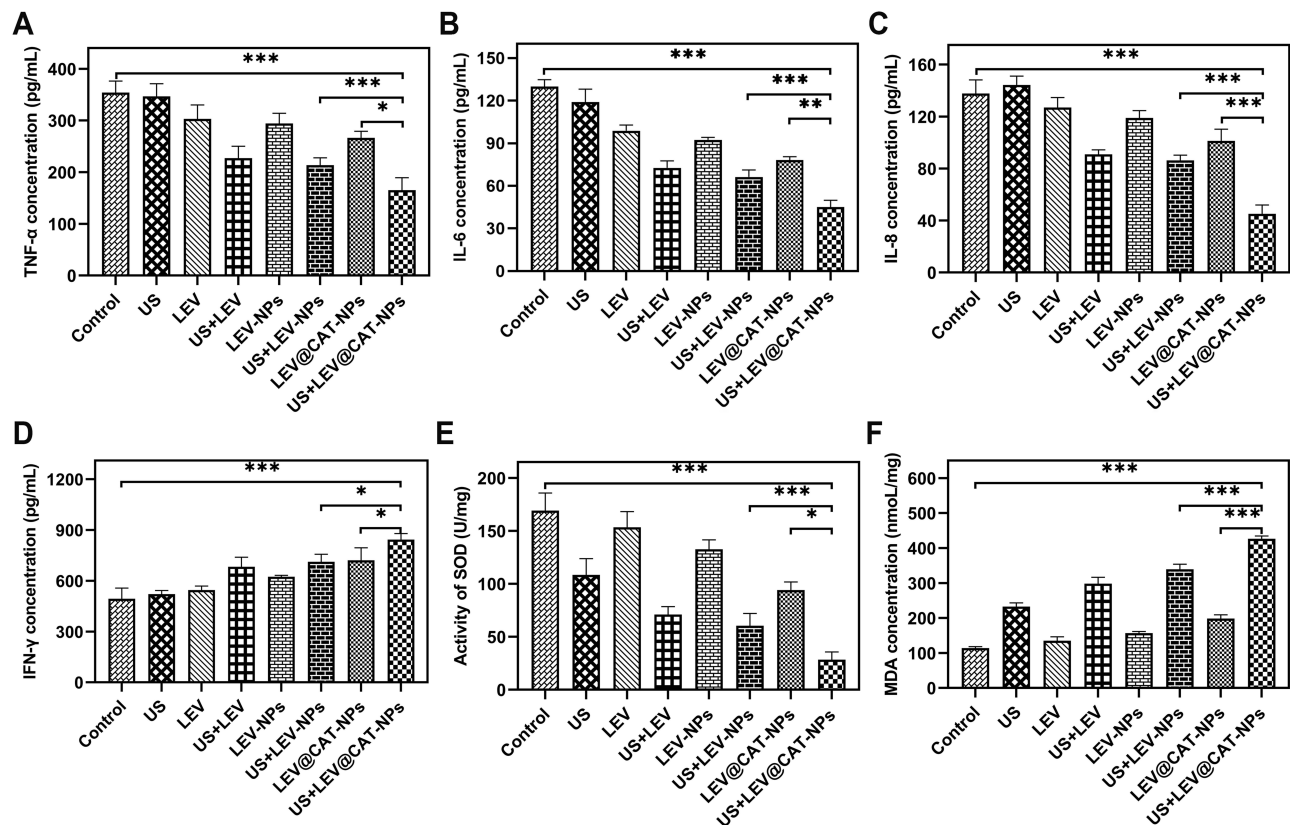 A
TNF-α concentration (pg/mL)
400
300
200
100
0
***
***
*
Control
US
LEV
US+LEV
LEV-NPs
US+LEV-NPs
LEV@CAT-NPs
US+LEV@CAT-NPs
B
IL-6 concentration (pg/mL)
150
120
90
60
30
0
***
***
**
Control
US
LEV
US+LEV
LEV-NPs
US+LEV-NPs
LEV@CAT-NPs
US+LEV@CAT-NPs
C
IL-8 concentration (pg/mL)
160
120
80
40
0
***
***
***
Control
US
LEV
US+LEV
LEV-NPs
US+LEV-NPs
LEV@CAT-NPs
US+LEV@CAT-NPs
D
IFN-γ concentration (pg/mL)
1200
900
600
300
0
***
*
*
Control
US
LEV
US+LEV
LEV-NPs
US+LEV-NPs
LEV@CAT-NPs
US+LEV@CAT-NPs
E
Activity of SOD (U/mg)
200
150
100
50
0
***
***
*
Control
US
LEV
US+LEV
LEV-NPs
US+LEV-NPs
LEV@CAT-NPs
US+LEV@CAT-NPs
F
MDA concentration (nmoL/mg)
600
500
400
300
200
100
0
***
***
***
Control
US
LEV
US+LEV
LEV-NPs
US+LEV-NPs
LEV@CAT-NPs
US+LEV@CAT-NPs